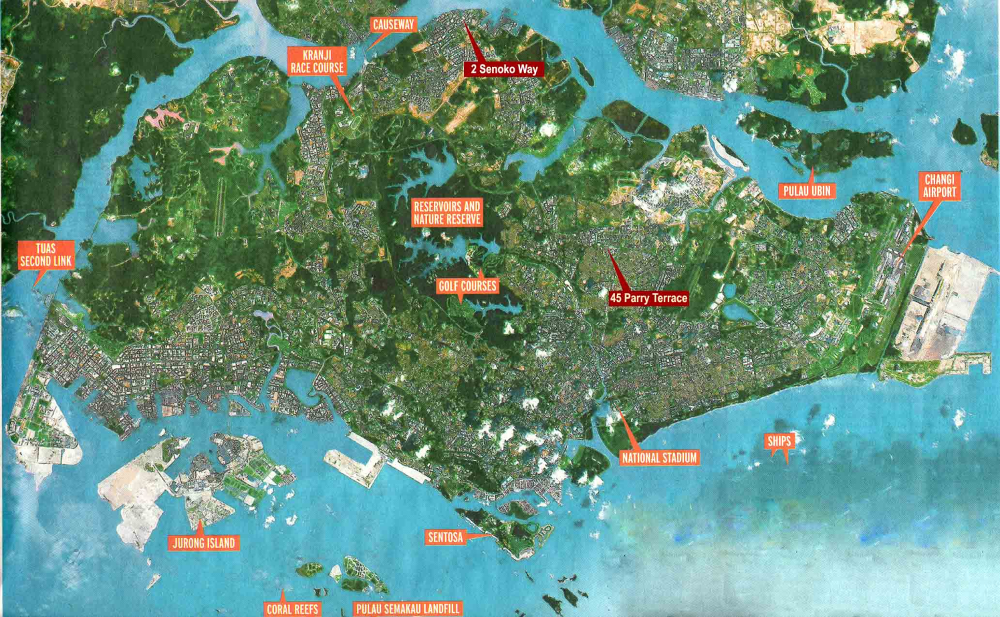 CAUSEWAY
KRANJI
RACE COURSE
2 Senoko Way
PULAU UBIN
CHANGI
AIRPORT
RESERVOIRS AND
NATURE RESERVE
TUAS
SECOND LINK
GOLF COURSES
45 Parry Terrace
SHIPS
NATIONAL STADIUM
JURONG ISLAND
SENTOSA
CORAL REEFS
PULAU SEMAKAU LANDFILL